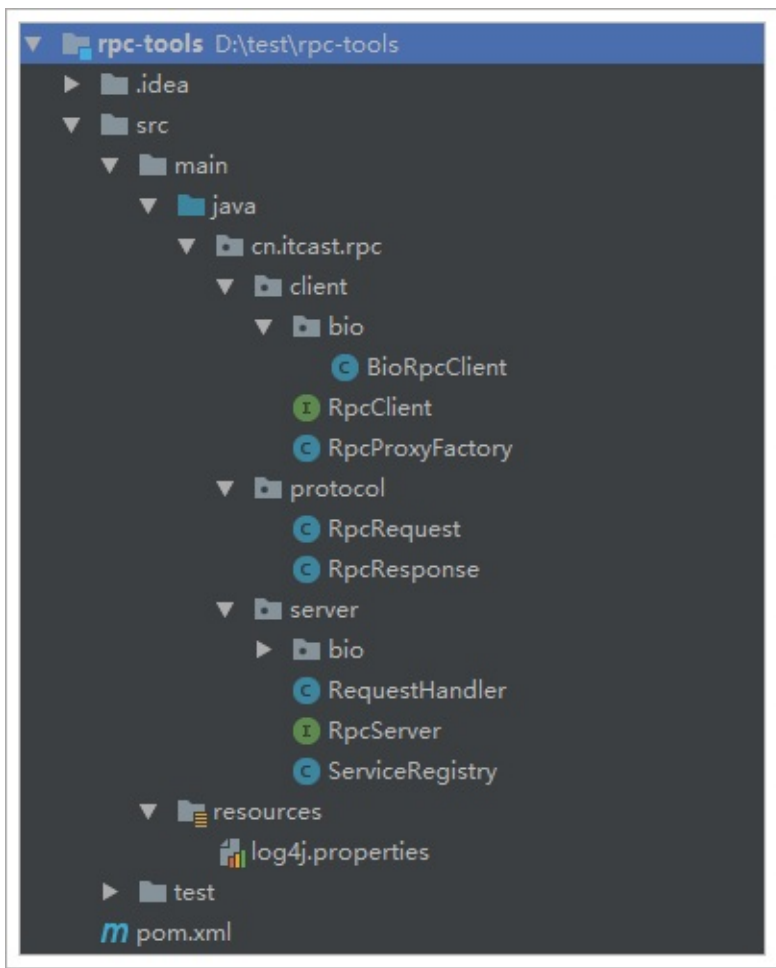 rpc-tools D:\test\rpc-tools
.idea
src
main
java
cn.itcast.rpc
client
bio
BioRpcClient
RpcClient
RpcProxyFactory
protocol
RpcRequest
RpcResponse
server
bio
RequestHandler
RpcServer
ServiceRegistry
resources
log4j.properties
test
pom.xml